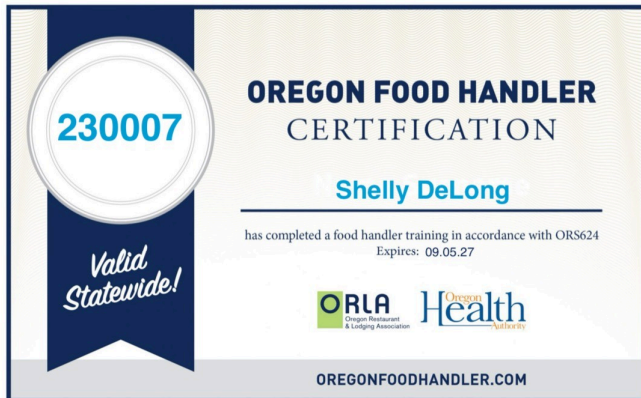 230007
Valid
Statewide!
OREGON FOOD HANDLER
CERTIFICATION
Shelly DeLong
has completed a food handler training in accordance with ORS624
Expires: 09.05.27
ORLA
Oregon Restaurant
& Lodging Association
Oregon
Health
Authority
OREGONFOODHANDLER.COM